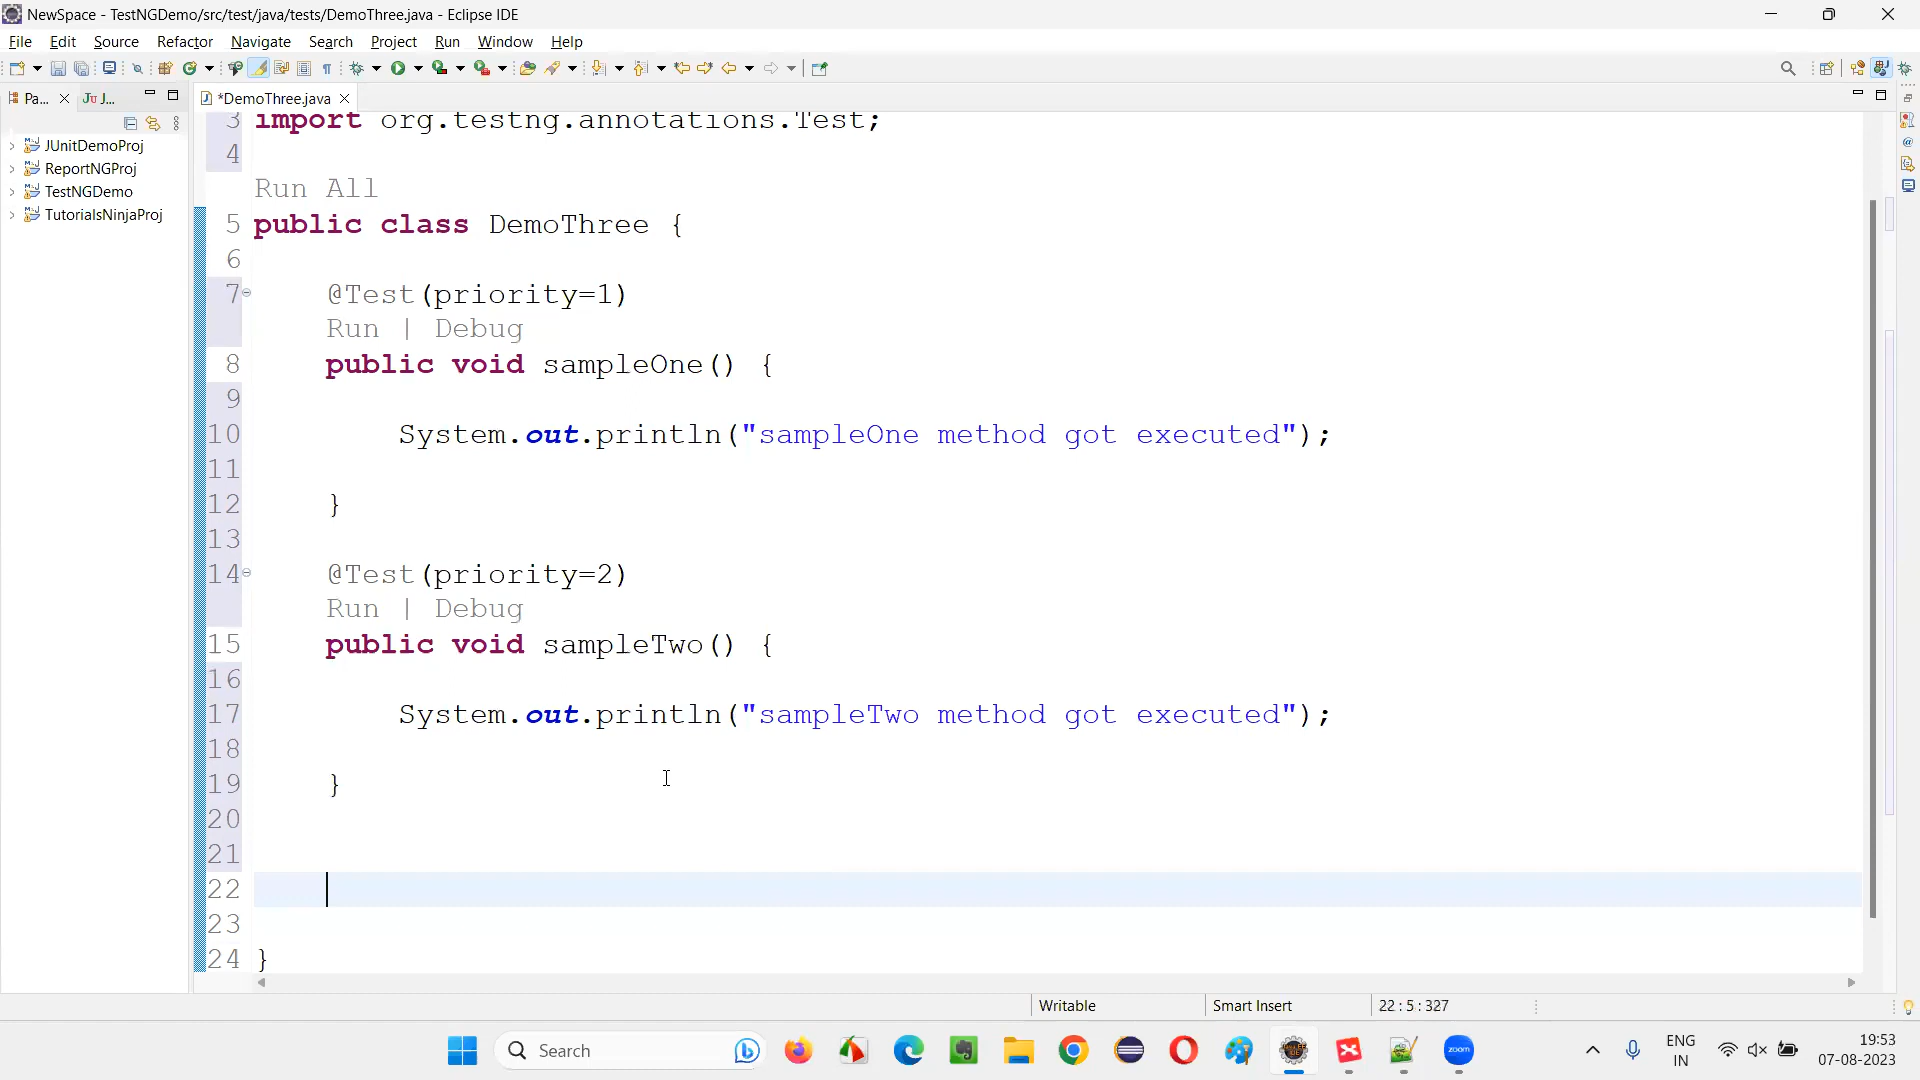 NewSpace - TestNGDemo/src/test/java/tests/DemoThree.java - Eclipse IDE
File Edit Source Refactor Navigate Search Project Run Window Help
Pa... J... *DemoThree.java
JUnitDemoProj
ReportNGProj
TestNGDemo
TutorialsNinjaProj
3 import org.testng.annotations.Test;
4
Run All
5 public class DemoThree {
6
7 @Test(priority=1)
Run | Debug
8 public void sampleOne() {
9
10 System.out.println("sampleOne method got executed");
11
12 }
13
14 @Test(priority=2)
Run | Debug
15 public void sampleTwo() {
16
17 System.out.println("sampleTwo method got executed");
18
19 }
20
21
22
23
24 }
Writable Smart Insert 22 : 5 : 327
Search zoom ENG IN 19:53 07-08-2023